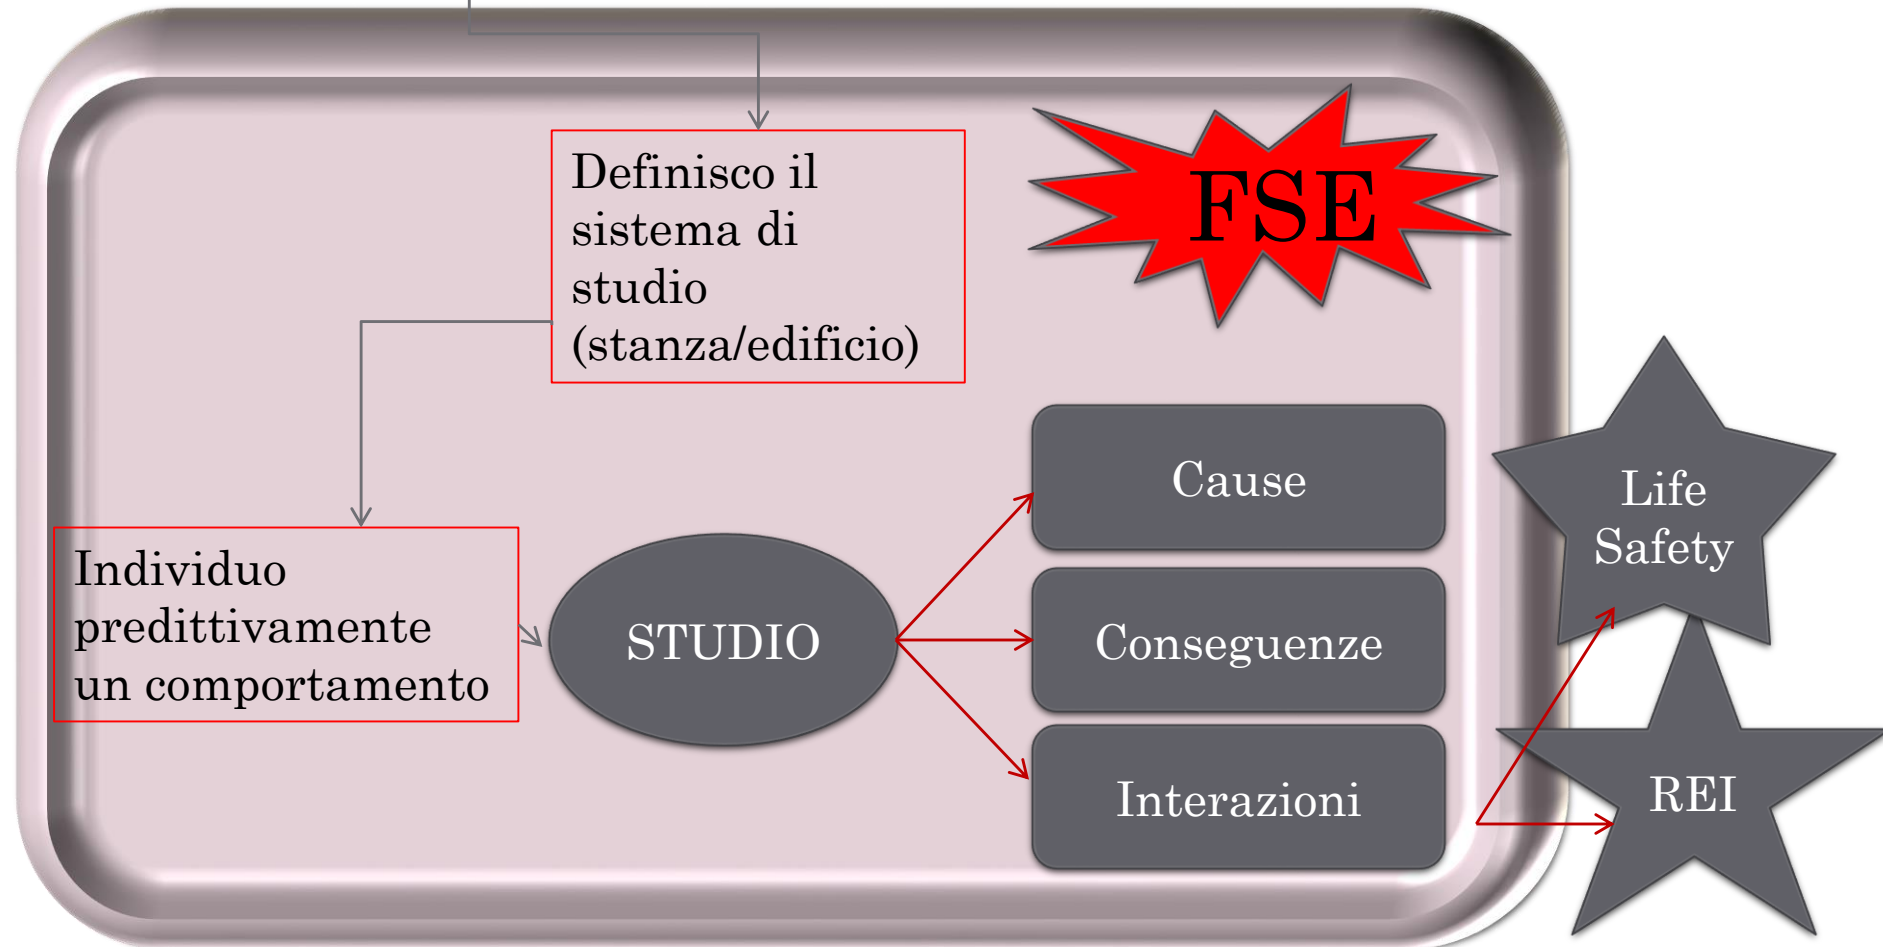 Definisco il
sistema di
studio
(stanza/edificio)
FSE
Individuo
predittivamente
un comportamento
STUDIO
Cause
Conseguenze
Interazioni
Life
Safety
REI